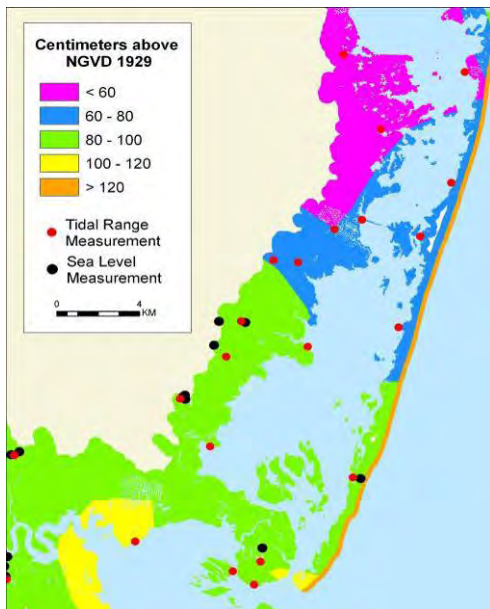 Centimeters above
NGVD 1929
< 60
60 - 80
80 - 100
100 - 120
> 120
Tidal Range
Measurement
Sea Level
Measurement
0 4
KM